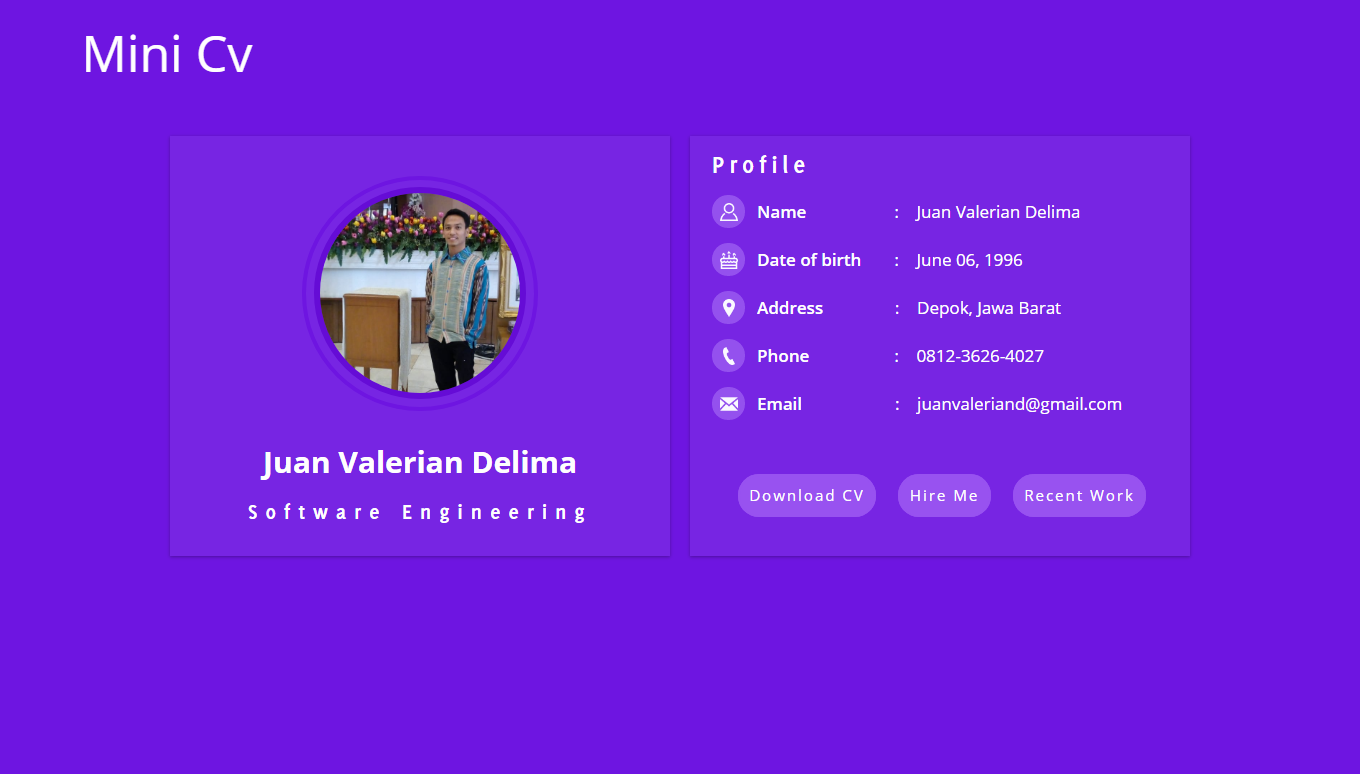 Mini Cv
Juan Valerian Delima
Software Engineering
Profile
Name : Juan Valerian Delima
Date of birth : June 06, 1996
Address : Depok, Jawa Barat
Phone : 0812-3626-4027
Email : juanvaleriand@gmail.com
Download CV Hire Me Recent Work